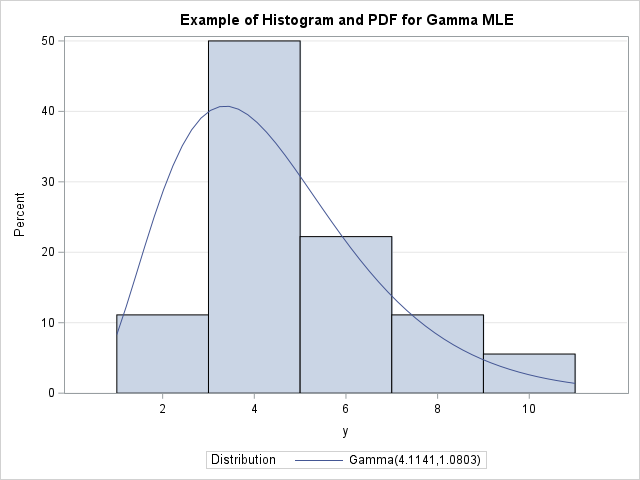 Example of Histogram and PDF for Gamma MLE
50
40
30
20
10
0
Percent
2 4 6 8 10
y
Distribution Gamma(4.1141,1.0803)